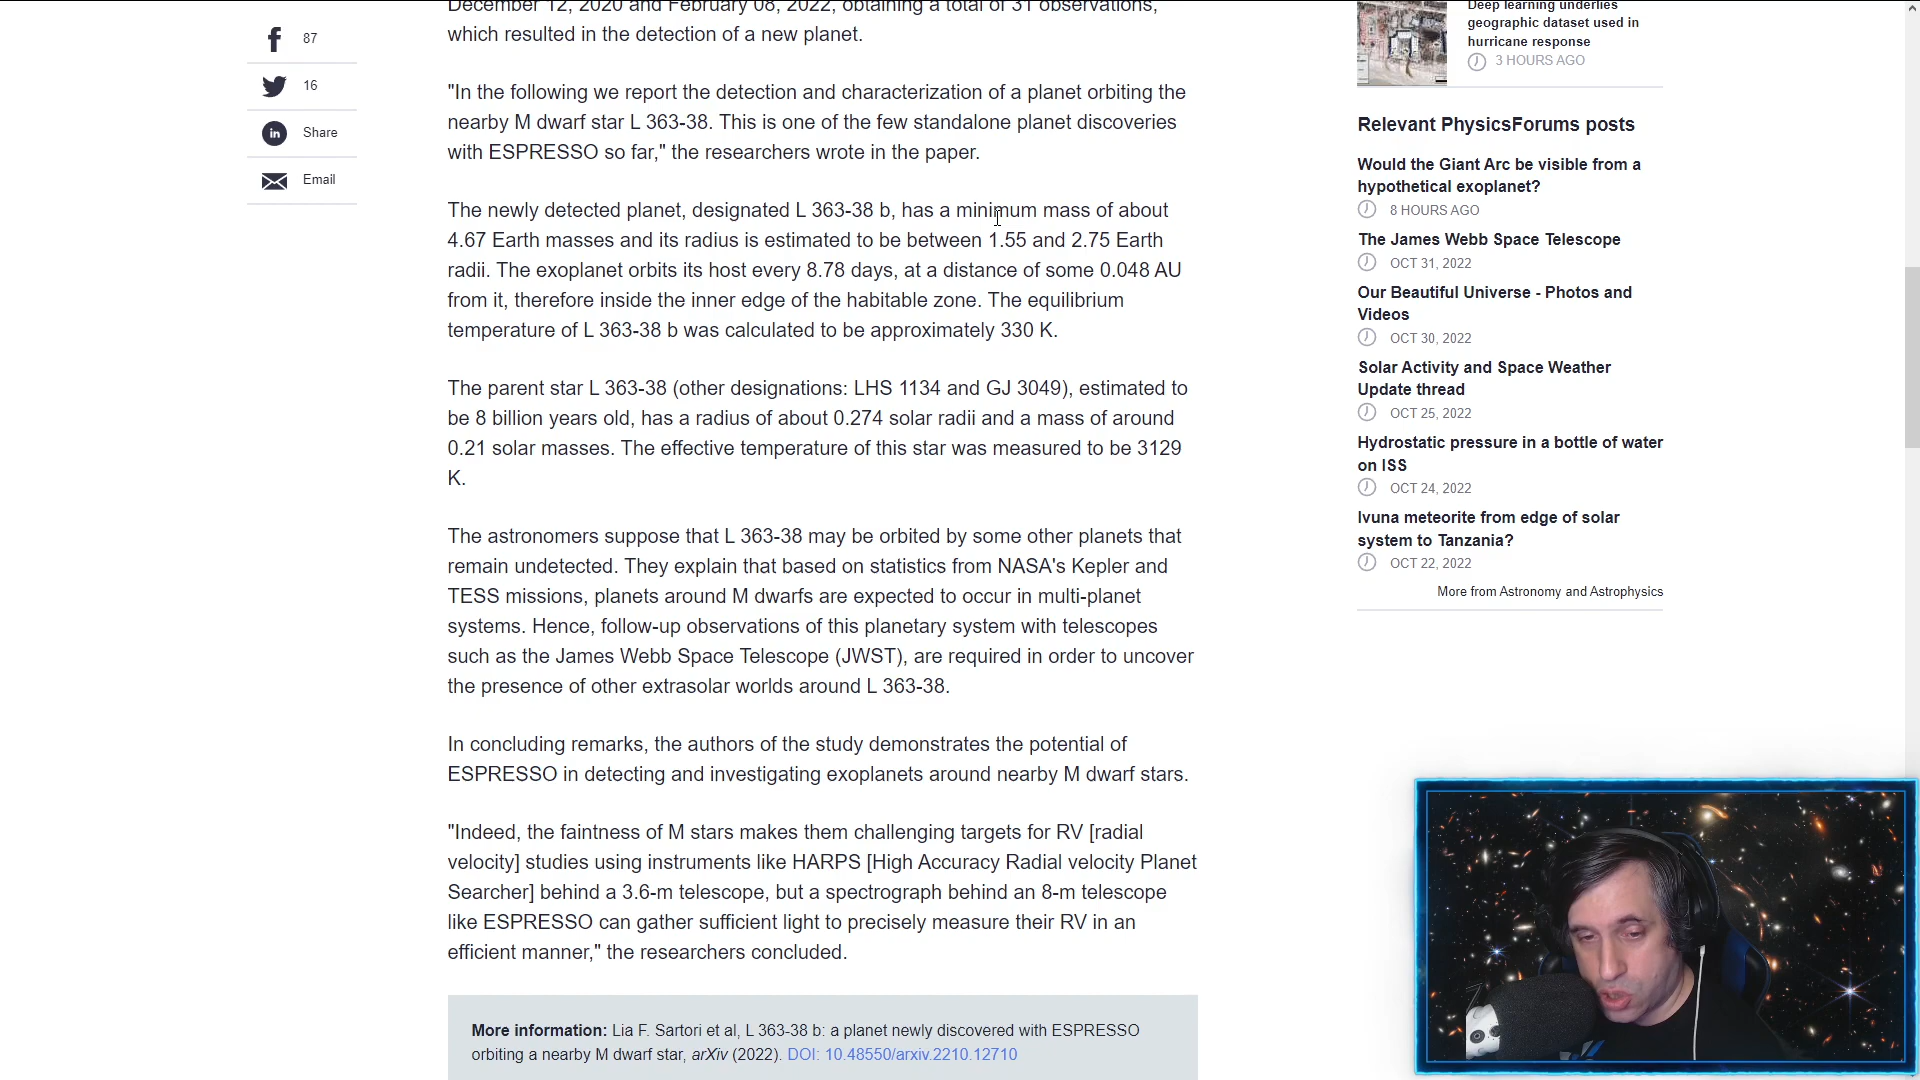 December 12, 2020 and February 08, 2022, obtaining a total of 31 observations,
which resulted in the detection of a new planet.
"In the following we report the detection and characterization of a planet orbiting the
nearby M dwarf star L 363-38. This is one of the few standalone planet discoveries
with ESPRESSO so far," the researchers wrote in the paper.
The newly detected planet, designated L 363-38 b, has a minimum mass of about
4.67 Earth masses and its radius is estimated to be between 1.55 and 2.75 Earth
radii. The exoplanet orbits its host every 8.78 days, at a distance of some 0.048 AU
from it, therefore inside the inner edge of the habitable zone. The equilibrium
temperature of L 363-38 b was calculated to be approximately 330 K.
The parent star L 363-38 (other designations: LHS 1134 and GJ 3049), estimated to
be 8 billion years old, has a radius of about 0.274 solar radii and a mass of around
0.21 solar masses. The effective temperature of this star was measured to be 3129
K.
The astronomers suppose that L 363-38 may be orbited by some other planets that
remain undetected. They explain that based on statistics from NASA's Kepler and
TESS missions, planets around M dwarfs are expected to occur in multi-planet
systems. Hence, follow-up observations of this planetary system with telescopes
such as the James Webb Space Telescope (JWST), are required in order to uncover
the presence of other extrasolar worlds around L 363-38.
In concluding remarks, the authors of the study demonstrates the potential of
ESPRESSO in detecting and investigating exoplanets around nearby M dwarf stars.
"Indeed, the faintness of M stars makes them challenging targets for RV [radial
velocity] studies using instruments like HARPS [High Accuracy Radial velocity Planet
Searcher] behind a 3.6-m telescope, but a spectrograph behind an 8-m telescope
like ESPRESSO can gather sufficient light to precisely measure their RV in an
efficient manner," the researchers concluded.
More information: Lia F. Sartori et al, L 363-38 b: a planet newly discovered with ESPRESSO
orbiting a nearby M dwarf star, arXiv (2022). DOI: 10.48550/arxiv.2210.12710
87
16
Share
Email
Deep learning underlies
geographic dataset used in
hurricane response
3 HOURS AGO
Relevant PhysicsForums posts
Would the Giant Arc be visible from a
hypothetical exoplanet?
8 HOURS AGO
The James Webb Space Telescope
OCT 31, 2022
Our Beautiful Universe - Photos and
Videos
OCT 30, 2022
Solar Activity and Space Weather
Update thread
OCT 25, 2022
Hydrostatic pressure in a bottle of water
on ISS
OCT 24, 2022
Ivuna meteorite from edge of solar
system to Tanzania?
OCT 22, 2022
More from Astronomy and Astrophysics